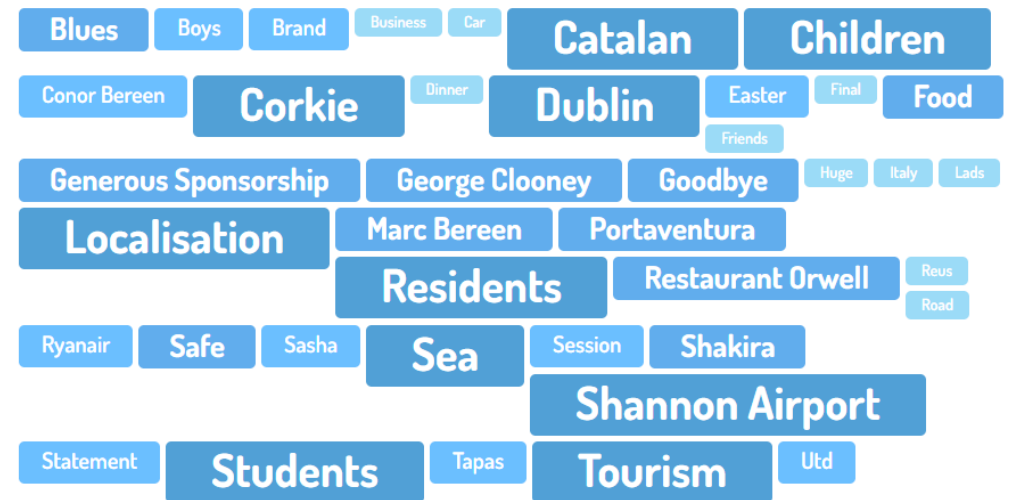 Blues Boys Brand Business Car Catalan Children
Conor Bereen Corkie Dinner Dublin Easter Final Food
Friends
Generous Sponsorship George Clooney Goodbye Huge Italy Lads
Localisation Marc Bereen Portaventura
Residents Restaurant Orwell Reus
Road
Ryanair Safe Sasha Sea Session Shakira
Shannon Airport
Statement Students Tapas Tourism Utd